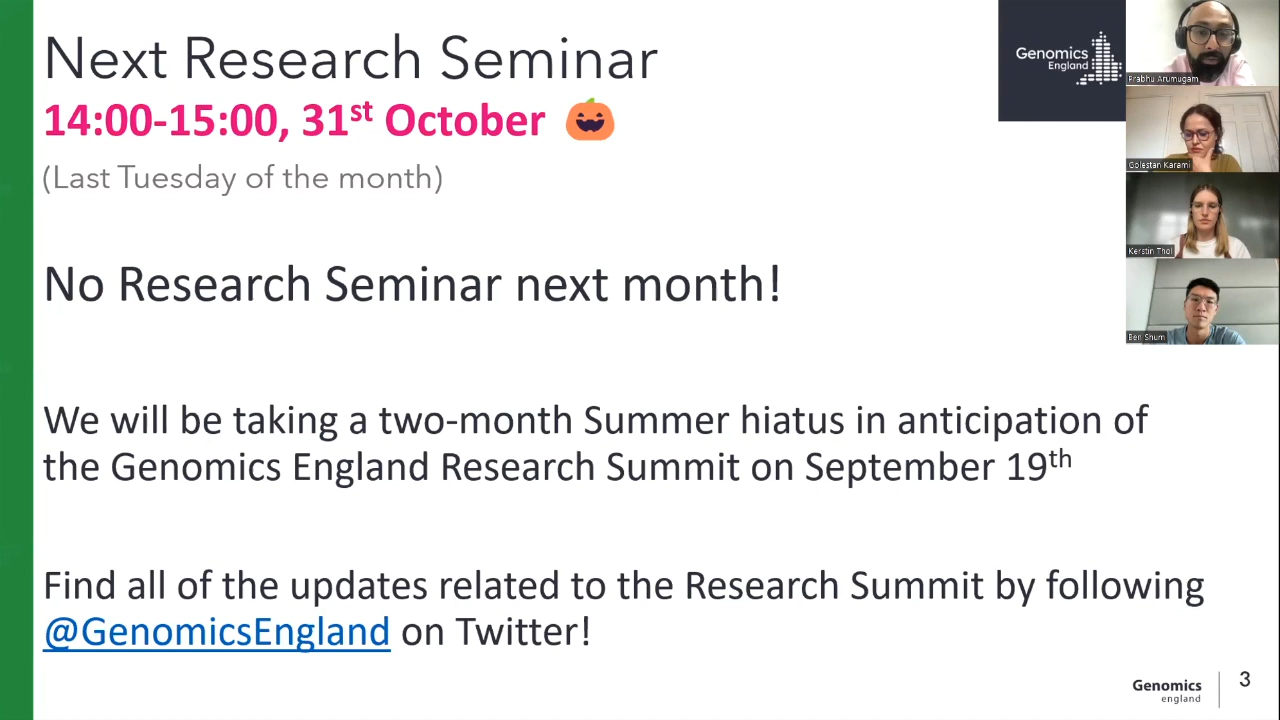 Next Research Seminar
14:00-15:00, 31st October
(Last Tuesday of the month)
No Research Seminar next month!
We will be taking a two-month Summer hiatus in anticipation of
the Genomics England Research Summit on September 19th
Find all of the updates related to the Research Summit by following
@GenomicsEngland on Twitter!
Genomics
England
Prabhu Arumugam
Golestan Karami
Kerstin Thol
Ben Shum
Genomics
england
3